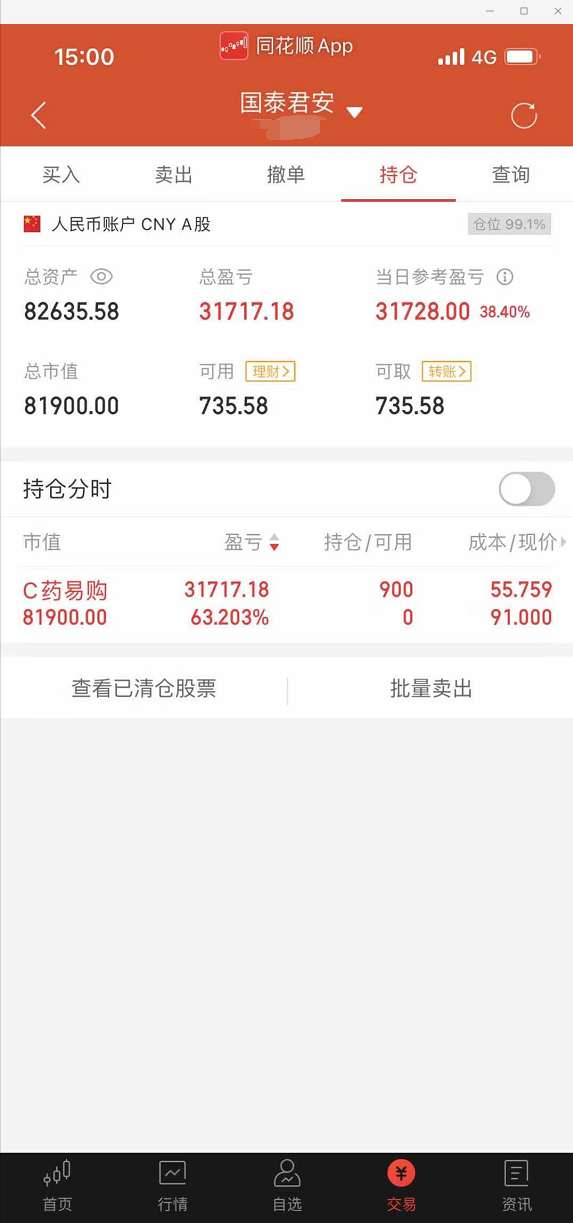 15:00 同花顺App 4G
国泰君安
买入 卖出 撤单 持仓 查询
人民币账户 CNY A股 仓位 99.1%
总资产 总盈亏 当日参考盈亏
82635.58 31717.18 31728.00 38.40%
总市值 可用 理财 可取 转账
81900.00 735.58 735.58
持仓分时
市值 盈亏 持仓/可用 成本/现价
C药易购 31717.18 900 55.759
81900.00 63.203% 0 91.000
查看已清仓股票 批量卖出
首页 行情 自选 交易 资讯